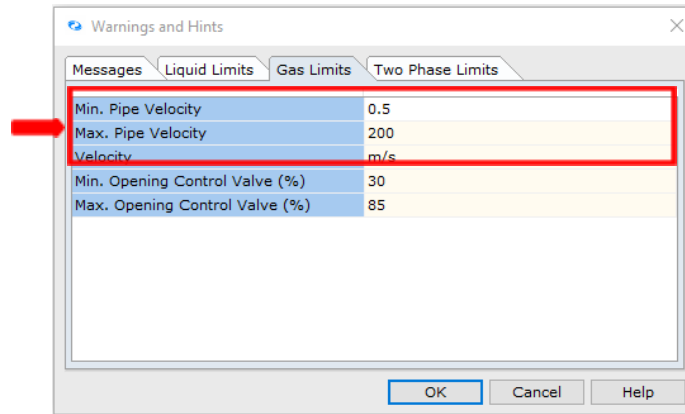 Warnings and Hints
Messages Liquid Limits Gas Limits Two Phase Limits
Min. Pipe Velocity 0.5
Max. Pipe Velocity 200
Velocity m/s
Min. Opening Control Valve (%) 30
Max. Opening Control Valve (%) 85
OK Cancel Help